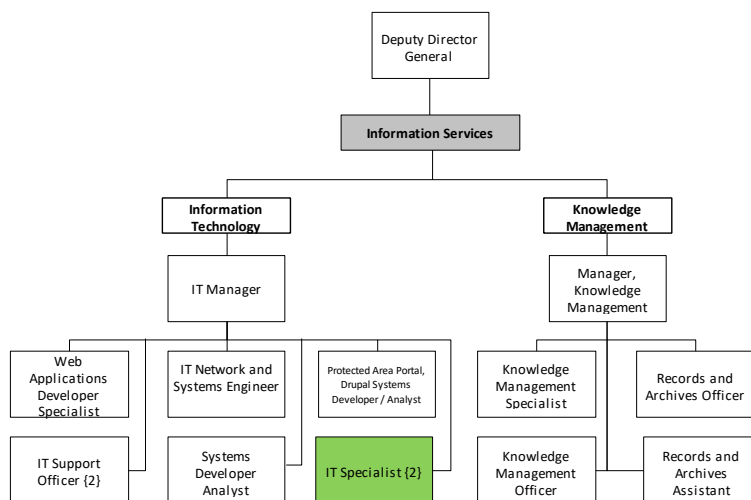 Deputy Director
General
Information Services
Information
Technology
Knowledge
Management
IT Manager
Manager,
Knowledge
Management
Web
Applications
Developer
Specialist
IT Network and
Systems Engineer
Protected Area Portal,
Drupal Systems
Developer / Analyst
Knowledge
Management
Specialist
Records and
Archives Officer
IT Support
Officer {2}
Systems
Developer
Analyst
IT Specialist {2}
Knowledge
Management
Officer
Records and
Archives
Assistant